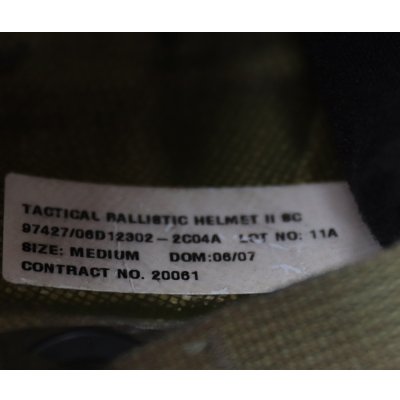 TACTICAL BALLISTIC HELMET II SC
97427/06D12302-2C04A LOT NO: 11A
SIZE: MEDIUM DOM:06/07
CONTRACT NO. 20061